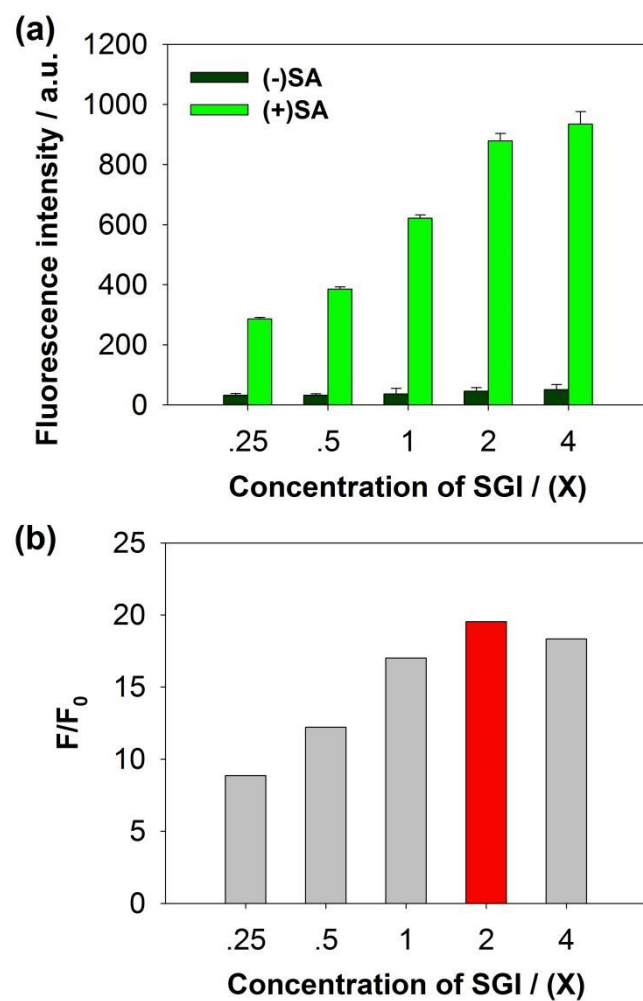 (a)
1200
1000
800
600
400
200
0
Fluorescence intensity / a.u.
(-)SA
(+)SA
.25 .5 1 2 4
Concentration of SGI / (X)
(b)
25
20
15
10
5
0
F/F₀
.25 .5 1 2 4
Concentration of SGI / (X)